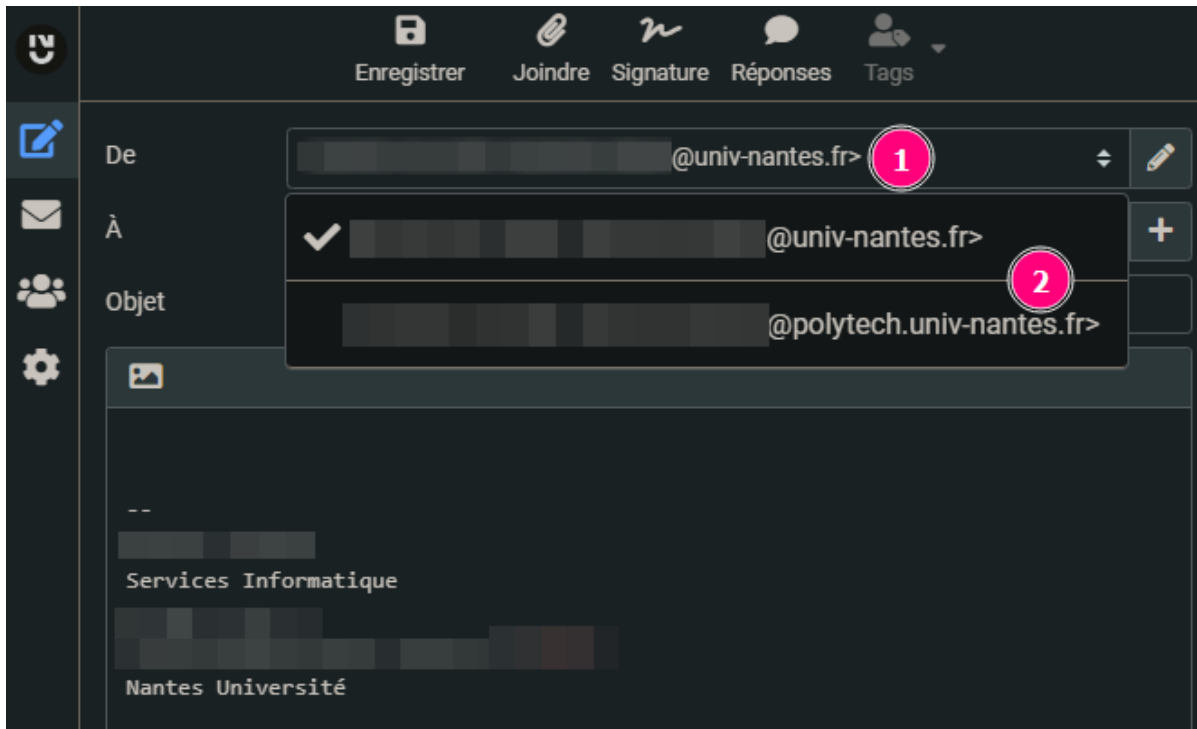 Enregistrer Joindre Signature Réponses Tags
De @univ-nantes.fr> 1
À @univ-nantes.fr>
2
Objet @polytech.univ-nantes.fr>
--
Services Informatique
Nantes Université